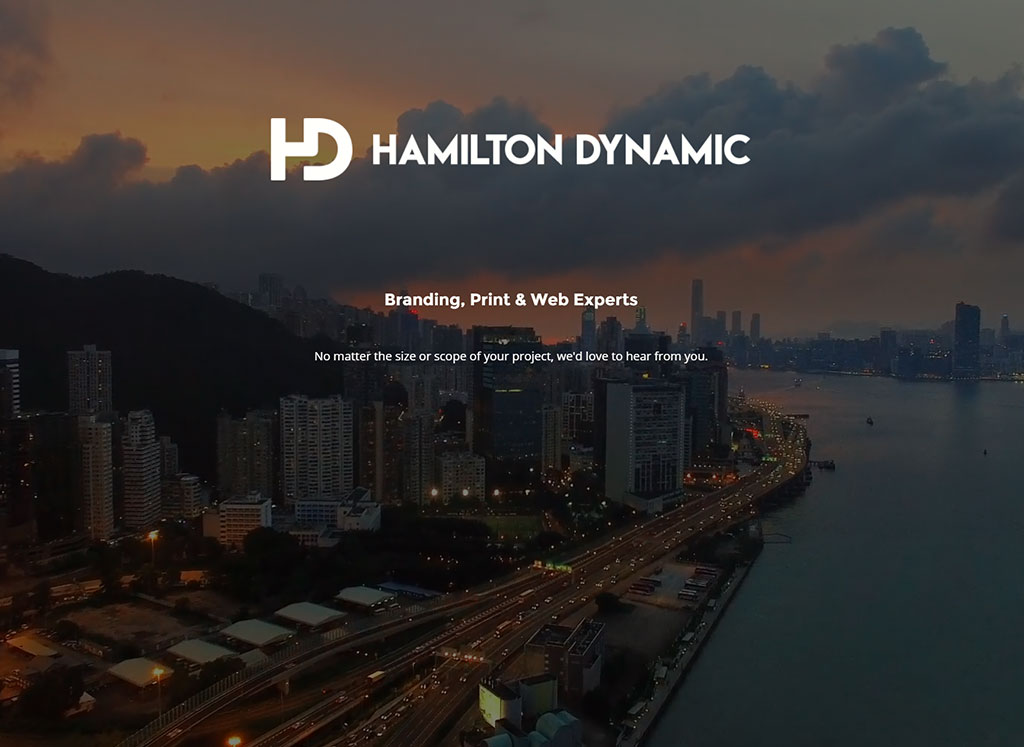 HD HAMILTON DYNAMIC
Branding, Print & Web Experts
No matter the size or scope of your project, we'd love to hear from you.